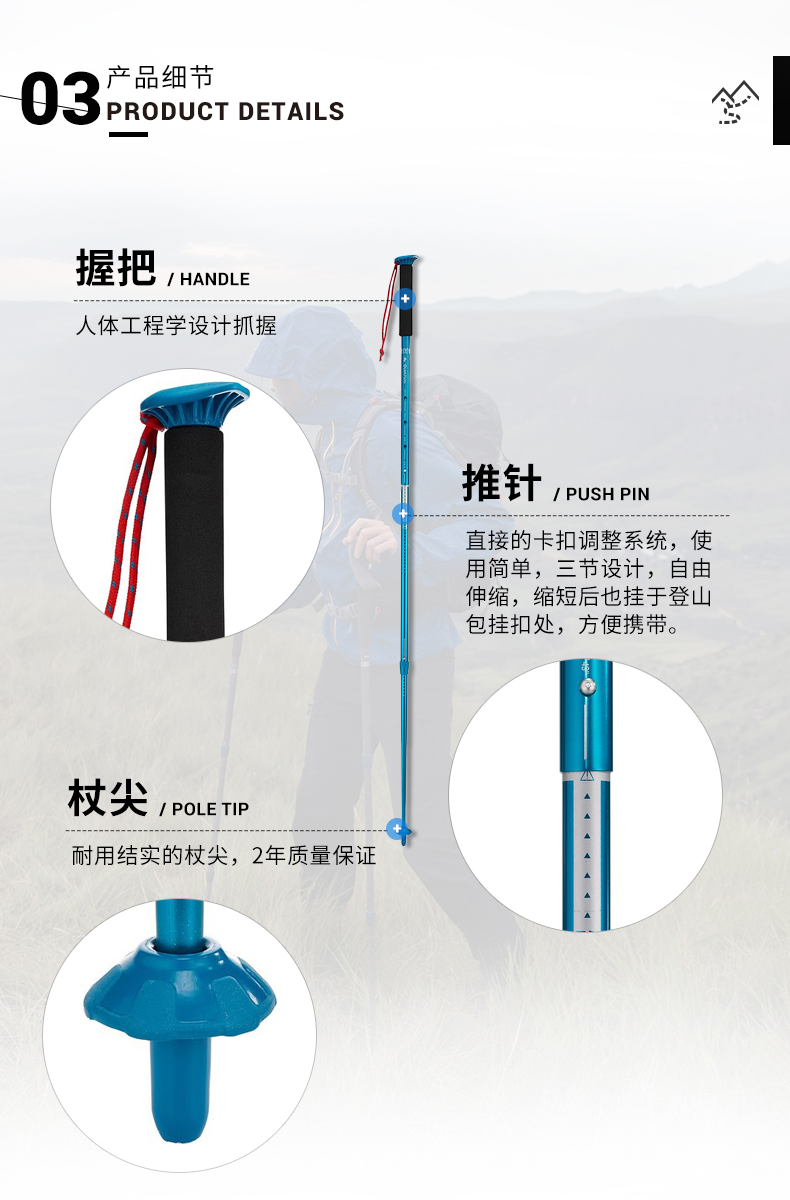 03
产品细节
PRODUCT DETAILS
握把 / HANDLE
人体工程学设计抓握
推针 / PUSH PIN
直接的卡扣调整系统，使
用简单，三节设计，自由
伸缩，缩短后也挂于登山
包挂扣处，方便携带。
杖尖 / POLE TIP
耐用结实的杖尖，2年质量保证